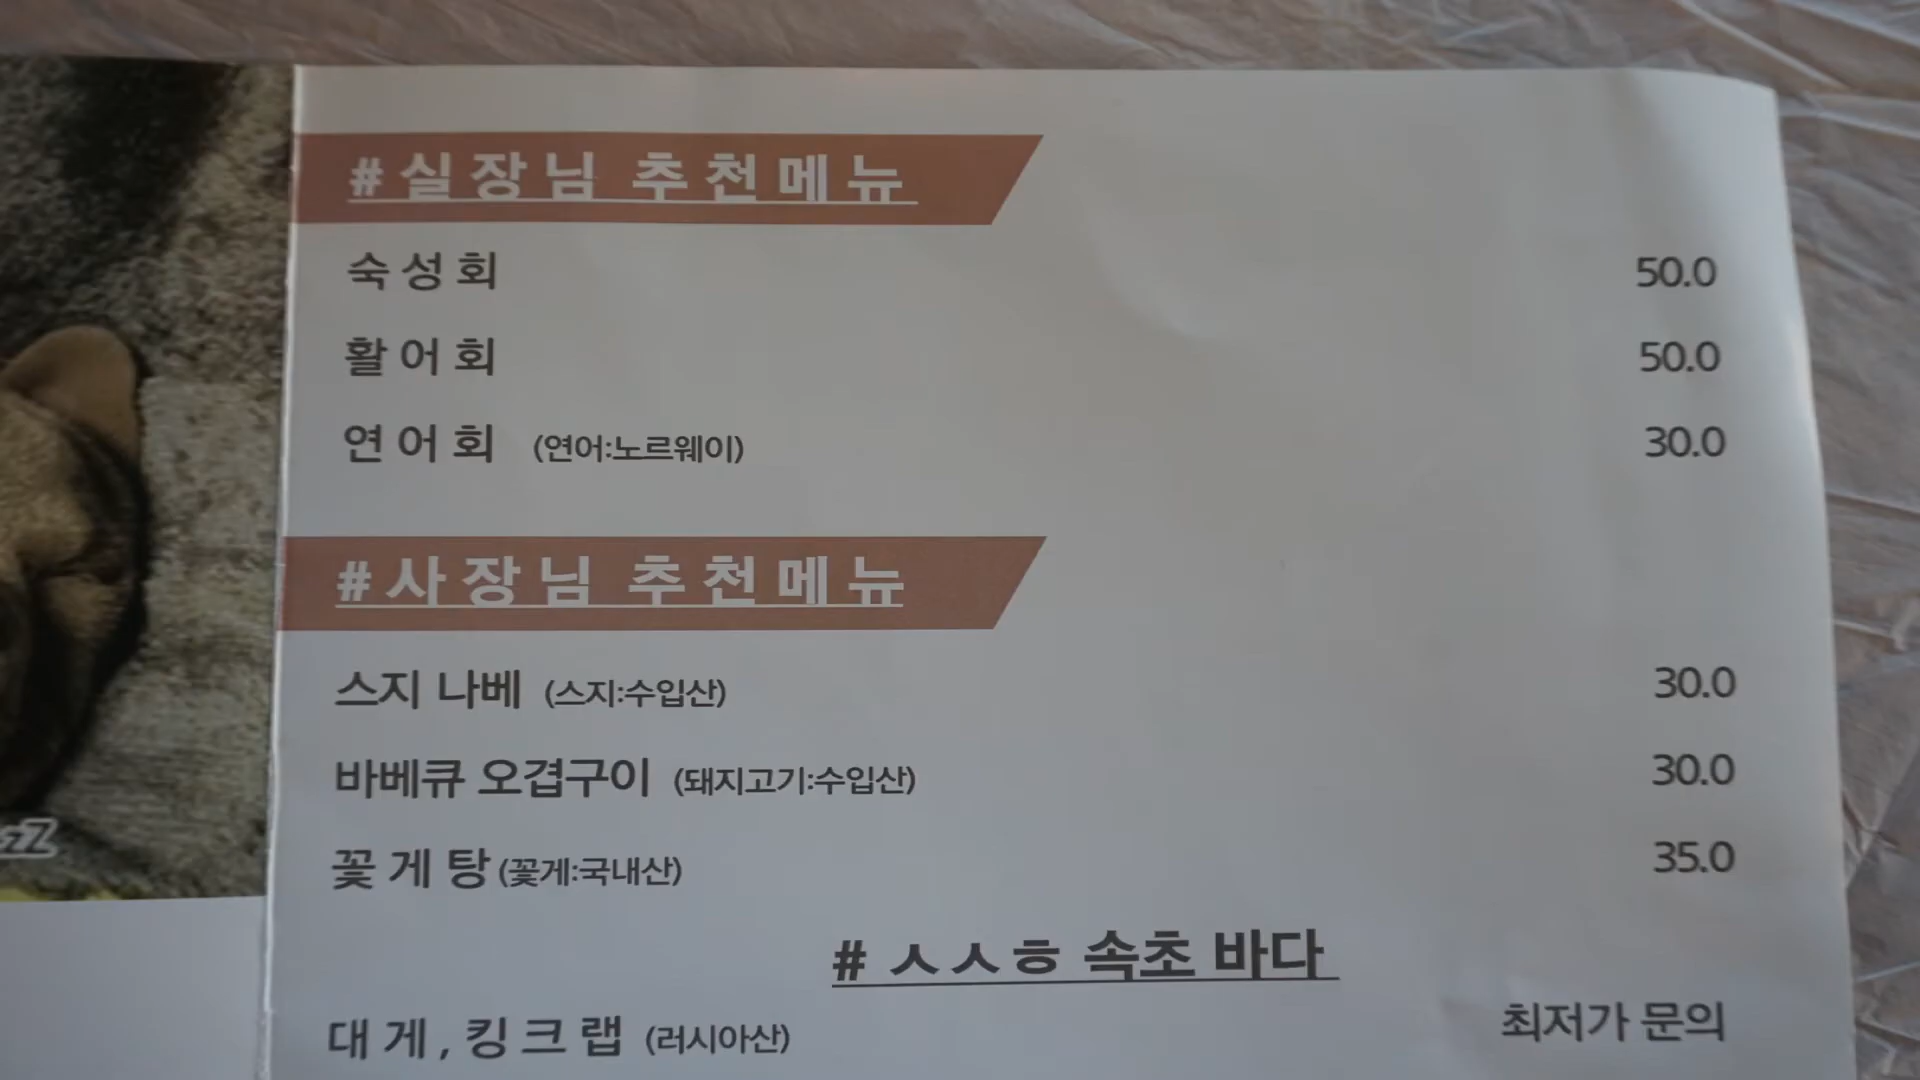 #실장님 추천메뉴
숙성회 50.0
활어회 50.0
연어회 (연어:노르웨이) 30.0
#사장님 추천메뉴
스지 나베 (스지:수입산) 30.0
바베큐 오겹구이 (돼지고기:수입산) 30.0
꽃게탕(꽃게:국내산) 35.0
zZ
# ㅅㅅㅎ 속초 바다
대게,킹크랩 (러시아산) 최저가 문의